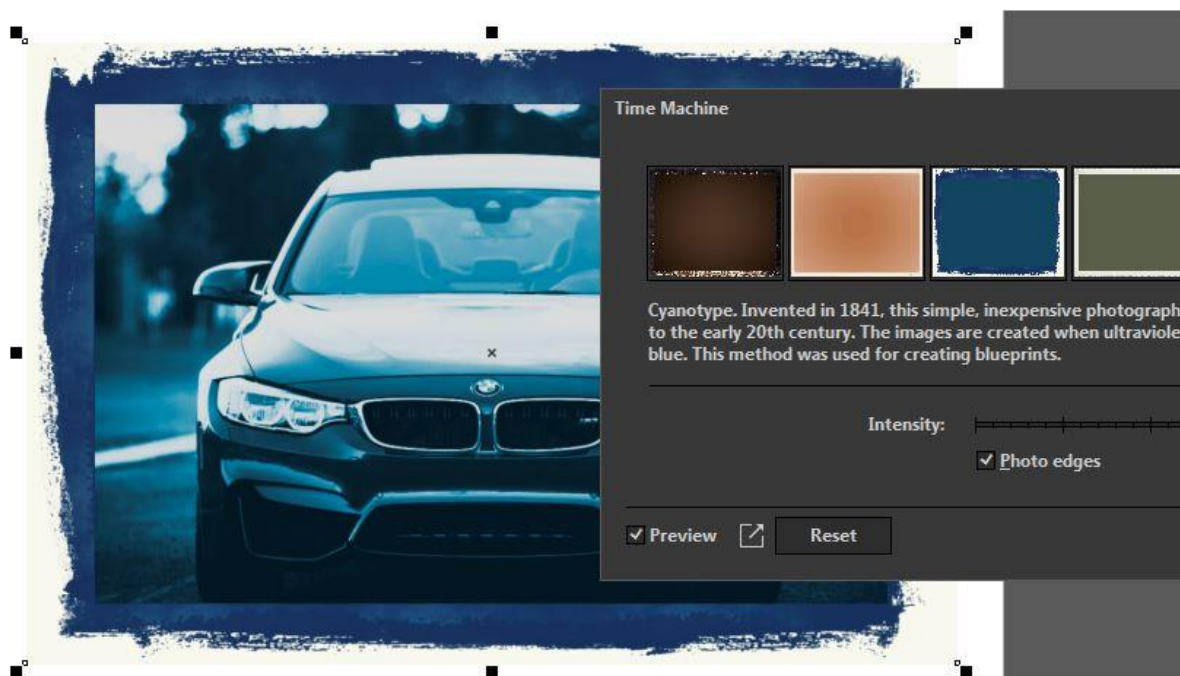 Time Machine
Cyanotype. Invented in 1841, this simple, inexpensive photograph
to the early 20th century. The images are created when ultraviole
blue. This method was used for creating blueprints.
Intensity:
Photo edges
Preview
Reset